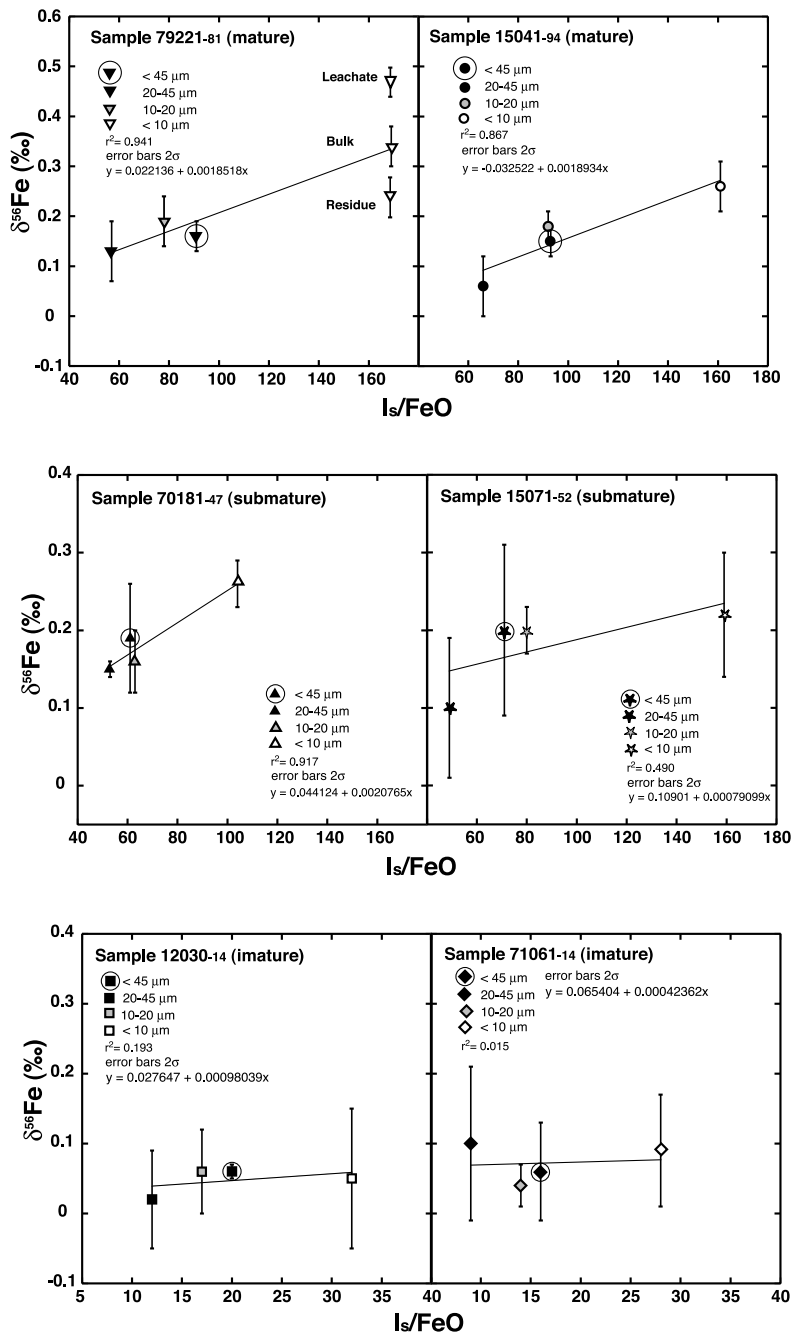 Sample 79221-81 (mature)
< 45 μm
20-45 μm
10-20 μm
< 10 μm
r²= 0.941
error bars 2σ
y = 0.022136 + 0.0018518x
Leachate
Bulk
Residue
Sample 15041-94 (mature)
< 45 μm
20-45 μm
10-20 μm
< 10 μm
r²= 0.867
error bars 2σ
y = -0.032522 + 0.0018934x
0.6
0.5
0.4
0.3
0.2
0.1
0
-0.1
δ⁵⁶Fe (‰)
40 60 80 100 120 140 160
60 80 100 120 140 160 180
Iₛ/FeO
Sample 70181-47 (submature)
< 45 μm
20-45 μm
10-20 μm
< 10 μm
r²= 0.917
error bars 2σ
y = 0.044124 + 0.0020765x
Sample 15071-52 (submature)
< 45 μm
20-45 μm
10-20 μm
< 10 μm
r²= 0.490
error bars 2σ
y = 0.10901 + 0.00079099x
0.4
0.3
0.2
0.1
0
δ⁵⁶Fe (‰)
40 60 80 100 120 140 160
60 80 100 120 140 160 180
Iₛ/FeO
Sample 12030-14 (imature)
< 45 μm
20-45 μm
10-20 μm
< 10 μm
r²= 0.193
error bars 2σ
y = 0.027647 + 0.00098039x
Sample 71061-14 (imature)
< 45 μm
20-45 μm
10-20 μm
< 10 μm
r²= 0.015
error bars 2σ
y = 0.065404 + 0.00042362x
0.4
0.3
0.2
0.1
0
-0.1
δ⁵⁶Fe (‰)
5 10 15 20 25 30 35 40
10 15 20 25 30 35 40
Iₛ/FeO